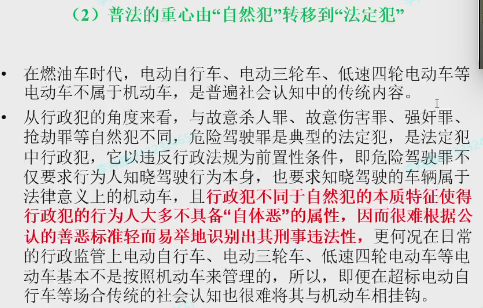 （2）普法的重心由“自然犯”转移到“法定犯”
• 在燃油车时代，电动自行车、电动三轮车、低速四轮电动车等
电动车不属于机动车，是普遍社会认知中的传统内容。
• 从行政犯的角度来看，与故意杀人罪、故意伤害罪、强奸罪、
抢劫罪等自然犯不同，危险驾驶罪是典型的法定犯，是法定犯
中行政犯，它以违反行政法规为前置性条件，即危险驾驶罪不
仅要求行为人知晓驾驶行为本身，也要求知晓驾驶的车辆属于
法律意义上的机动车，且行政犯不同于自然犯的本质特征使得
行政犯的行为人大多不具备“自体恶”的属性，因而很难根据公
认的善恶标准轻而易举地识别出其刑事违法性，更何况在日常
的行政监管上电动自行车、电动三轮车、低速四轮电动车等电
动车基本不是按照机动车来管理的，所以，即便在超标电动自
行车等场合传统的社会认知也很难将其与机动车相挂钩。